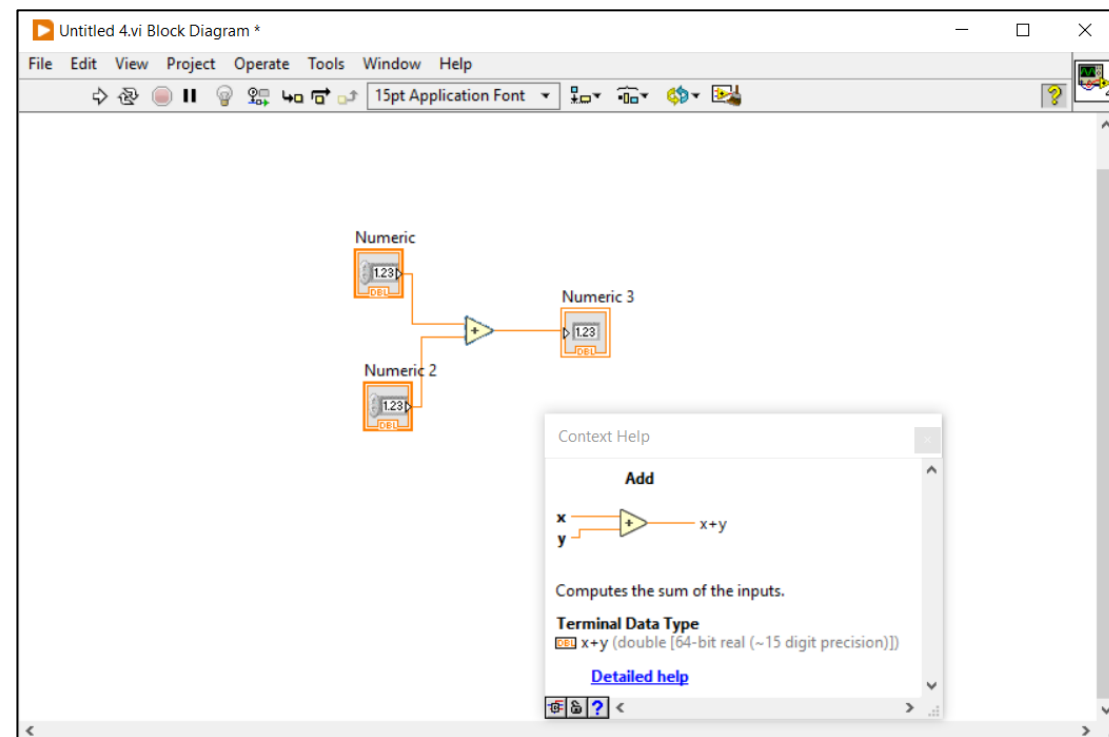 Untitled 4.vi Block Diagram *
File Edit View Project Operate Tools Window Help
15pt Application Font
Numeric
1.23
DBL
Numeric 3
1.23
DBL
Numeric 2
1.23
DBL
Context Help
Add
x
y
x+y
Computes the sum of the inputs.
Terminal Data Type
DBL x+y (double [64-bit real (~15 digit precision)])
Detailed help